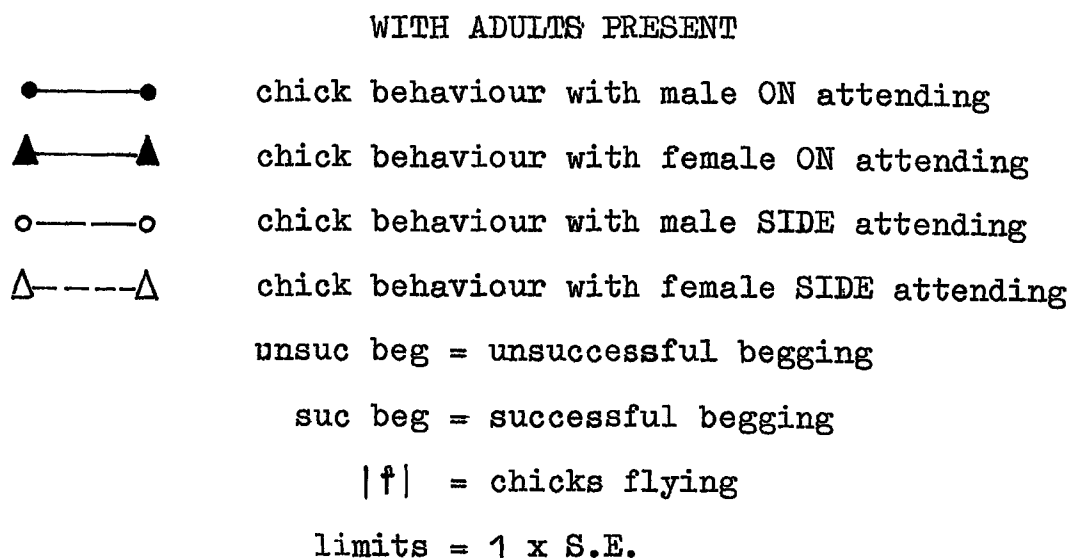 WITH ADULTS PRESENT
chick behaviour with male ON attending
chick behaviour with female ON attending
chick behaviour with male SIDE attending
chick behaviour with female SIDE attending
unsuc beg = unsuccessful begging
suc beg = successful begging
|f| = chicks flying
limits = 1 x S.E.